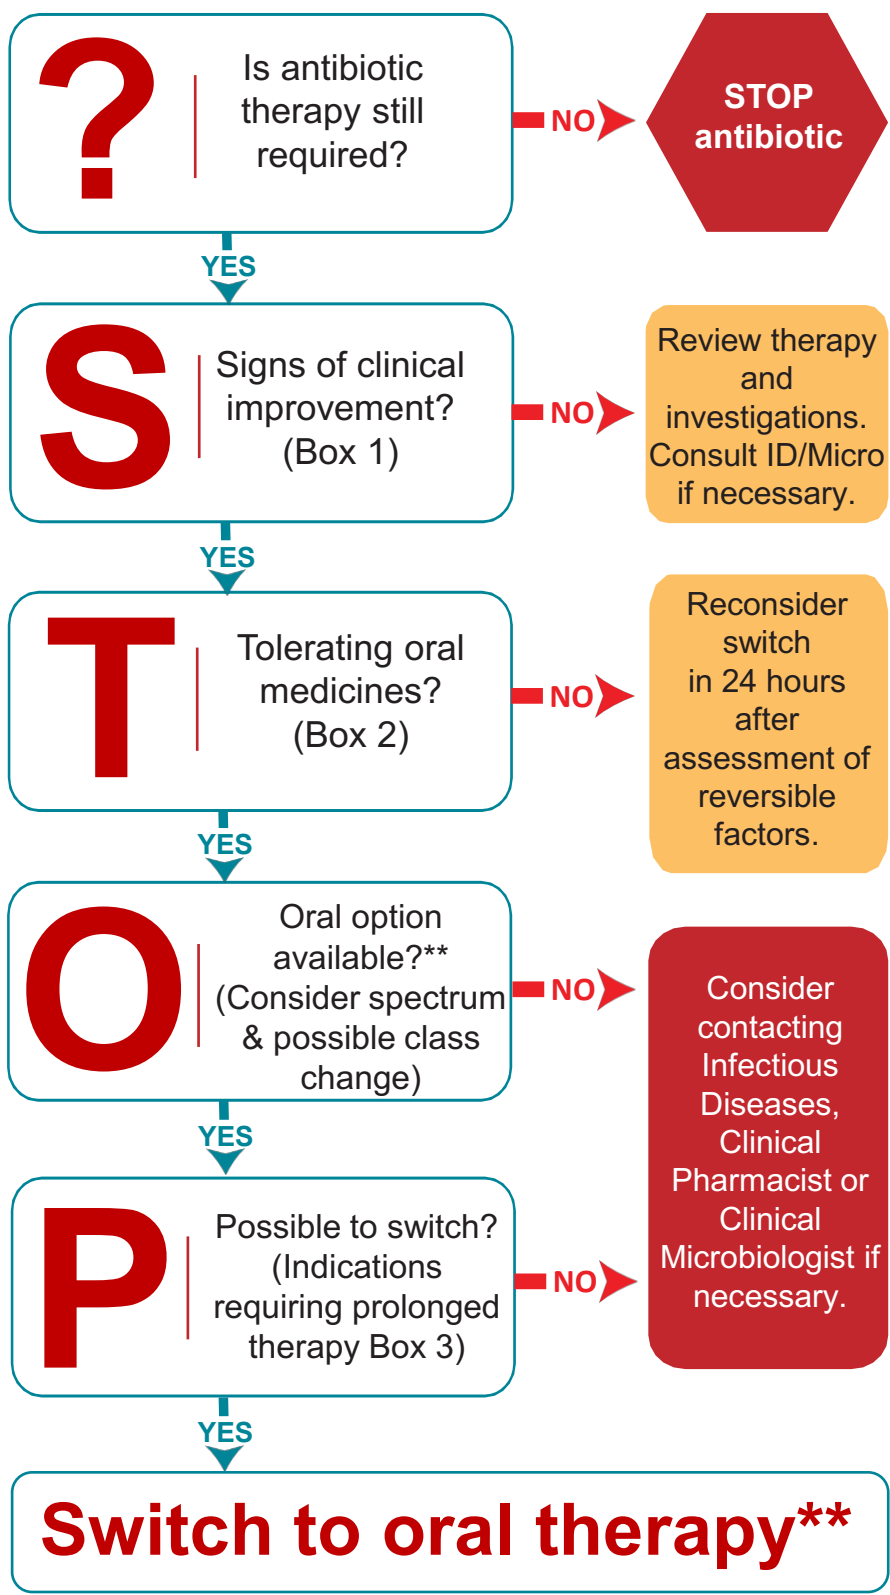 ?
Is antibiotic
therapy still
required?
NO
STOP
antibiotic
YES
S
Signs of clinical
improvement?
(Box 1)
NO
Review therapy
and
investigations.
Consult ID/Micro
if necessary.
YES
T
Tolerating oral
medicines?
(Box 2)
NO
Reconsider
switch
in 24 hours
after
assessment of
reversible
factors.
YES
O
Oral option
available?**
(Consider spectrum
& possible class
change)
NO
Consider
contacting
Infectious
Diseases,
Clinical
Pharmacist or
Clinical
Microbiologist if
necessary.
YES
P
Possible to switch?
(Indications
requiring prolonged
therapy Box 3)
NO
YES
Switch to oral therapy**